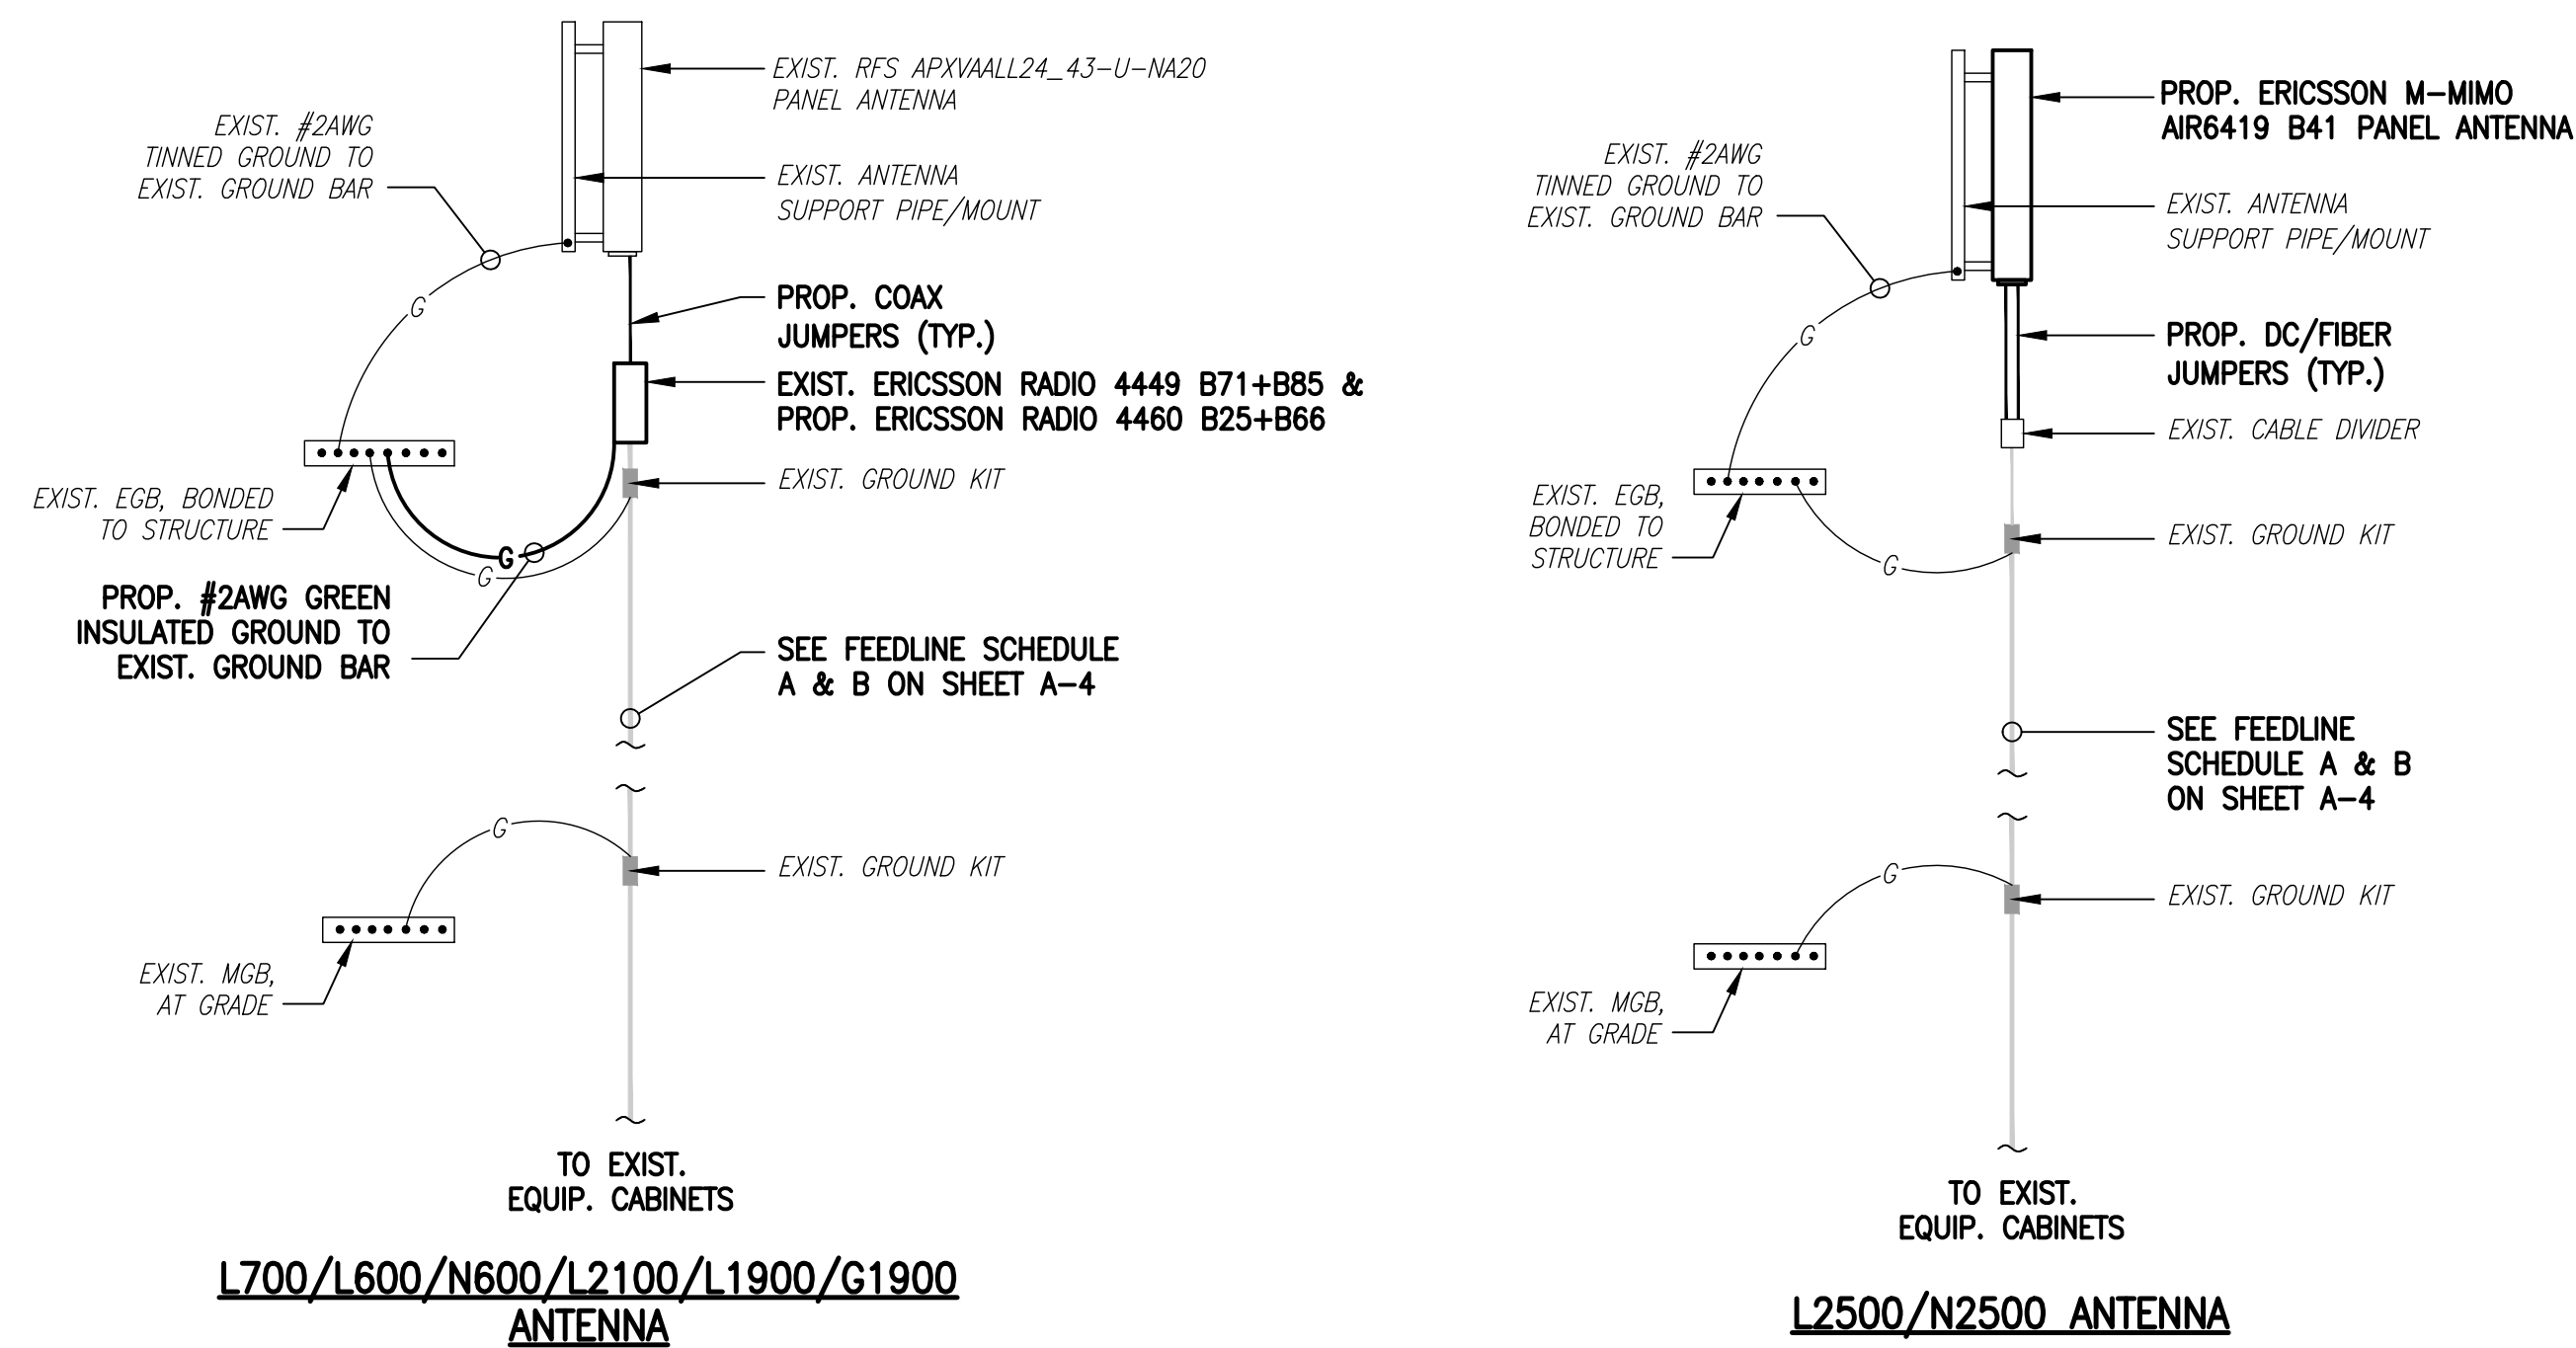 EXIST. RFS APXVAALL24_43-U-NA20
PANEL ANTENNA
EXIST. #2AWG
TINNED GROUND TO
EXIST. GROUND BAR
EXIST. ANTENNA
SUPPORT PIPE/MOUNT
G
PROP. COAX
JUMPERS (TYP.)
EXIST. ERICSSON RADIO 4449 B71+B85 &
PROP. ERICSSON RADIO 4460 B25+B66
EXIST. GROUND KIT
EXIST. EGB, BONDED
TO STRUCTURE
G
G
PROP. #2AWG GREEN
INSULATED GROUND TO
EXIST. GROUND BAR
SEE FEEDLINE SCHEDULE
A & B ON SHEET A-4
G
EXIST. GROUND KIT
EXIST. MGB,
AT GRADE
TO EXIST.
EQUIP. CABINETS
L700/L600/N600/L2100/L1900/G1900
ANTENNA
PROP. ERICSSON M-MIMO
AIR6419 B41 PANEL ANTENNA
EXIST. #2AWG
TINNED GROUND TO
EXIST. GROUND BAR
EXIST. ANTENNA
SUPPORT PIPE/MOUNT
G
PROP. DC/FIBER
JUMPERS (TYP.)
EXIST. CABLE DIVIDER
EXIST. EGB,
BONDED TO
STRUCTURE
EXIST. GROUND KIT
G
SEE FEEDLINE
SCHEDULE A & B
ON SHEET A-4
G
EXIST. GROUND KIT
EXIST. MGB,
AT GRADE
TO EXIST.
EQUIP. CABINETS
L2500/N2500 ANTENNA